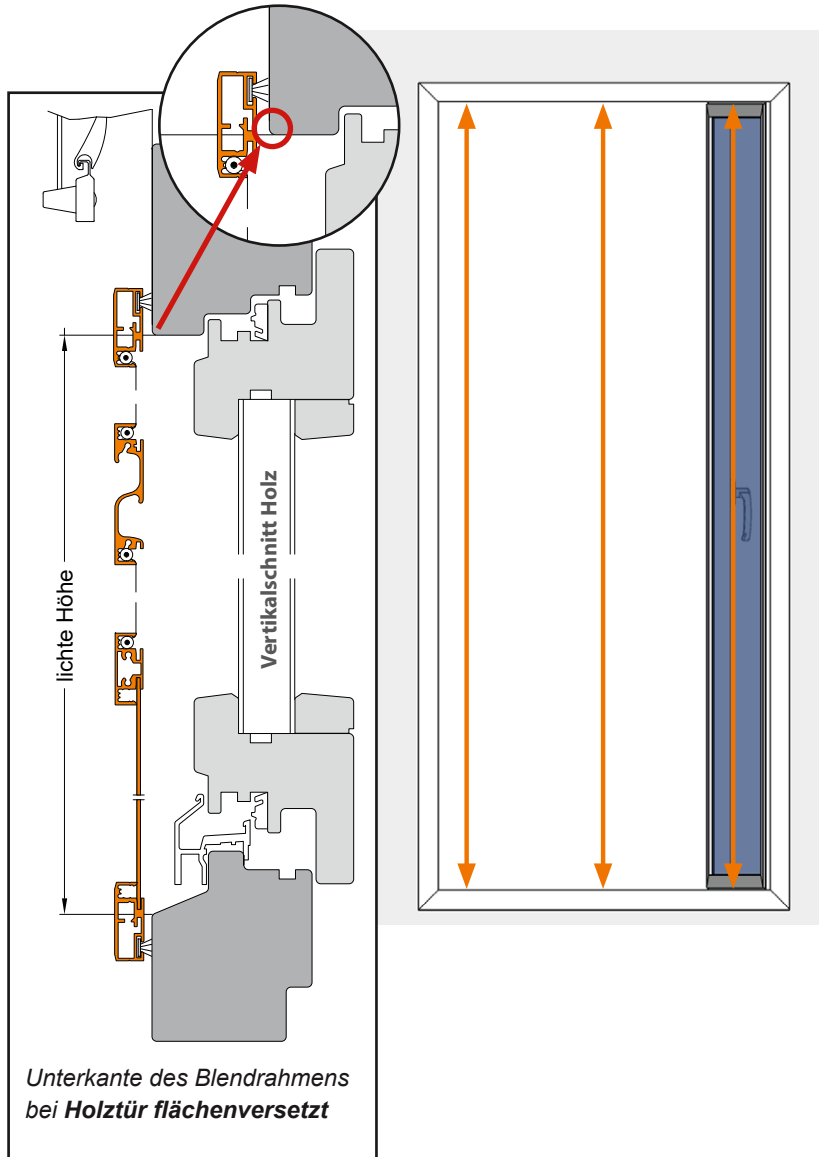 lichte Höhe
Vertikalschnitt Holz
Unterkante des Blendrahmens
bei Holztür flächenversetzt